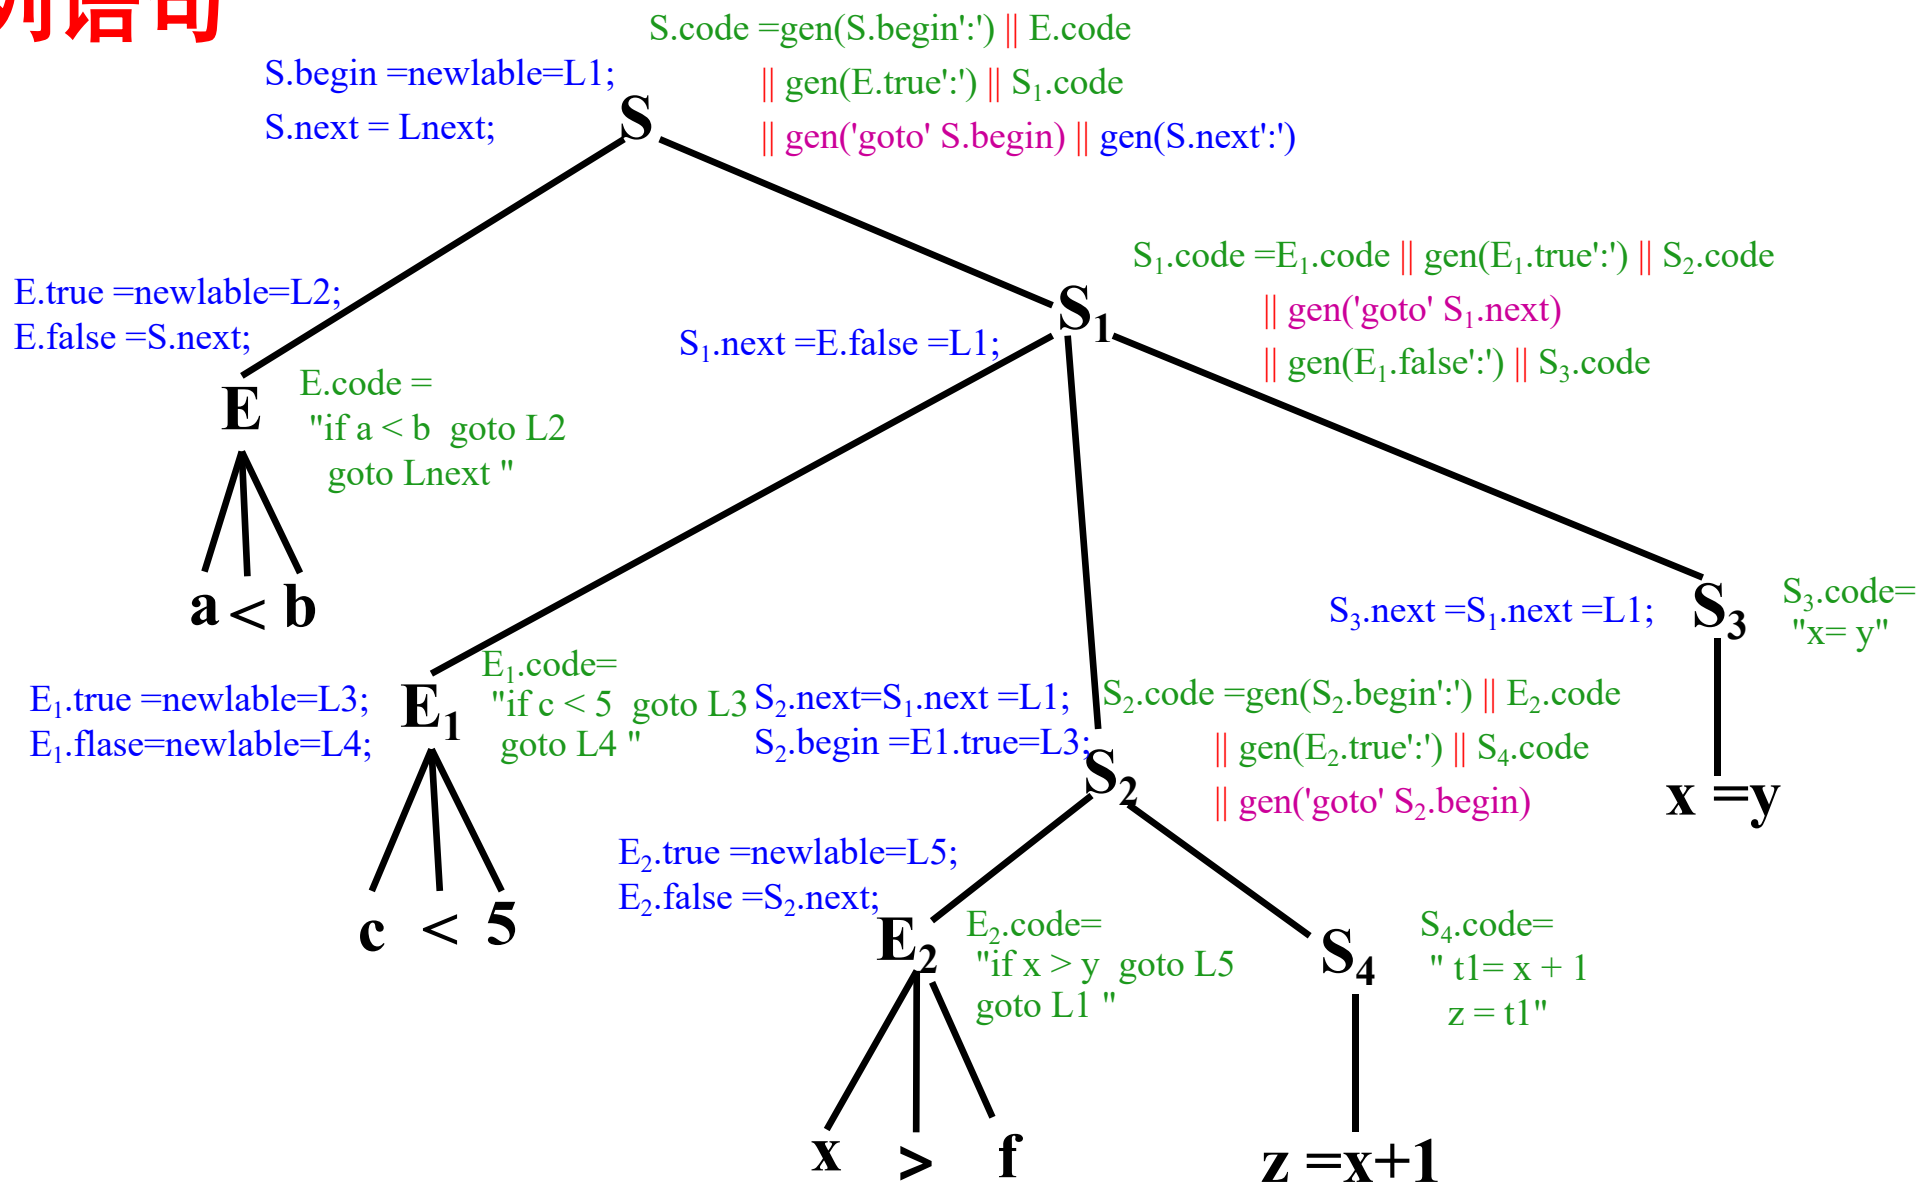 列语句
S.code =gen(S.begin':') || E.code
S.begin =newlable=L1;
|| gen(E.true':') || S₁.code
S.next = Lnext;
S
|| gen('goto' S.begin) || gen(S.next':')
S₁.code =E₁.code || gen(E₁.true':') || S₂.code
E.true =newlable=L2;
|| gen('goto' S₁.next)
E.false =S.next;
S₁.next =E.false =L1;
S₁
|| gen(E₁.false':') || S₃.code
E
E.code =
"if a < b goto L2
goto Lnext "
a < b
S₃.next =S₁.next =L1;
S₃
S₃.code=
"x= y"
E₁.true =newlable=L3;
E₁.flase=newlable=L4;
E₁
E₁.code=
"if c < 5 goto L3
goto L4 "
S₂.next=S₁.next =L1;
S₂.begin =E1.true=L3;
S₂
S₂.code =gen(S₂.begin':') || E₂.code
|| gen(E₂.true':') || S₄.code
|| gen('goto' S₂.begin)
x =y
c < 5
E₂.true =newlable=L5;
E₂.false =S₂.next;
E₂
E₂.code=
"if x > y goto L5
goto L1 "
S₄
S₄.code=
" t1= x + 1
z = t1"
x > f
z =x+1